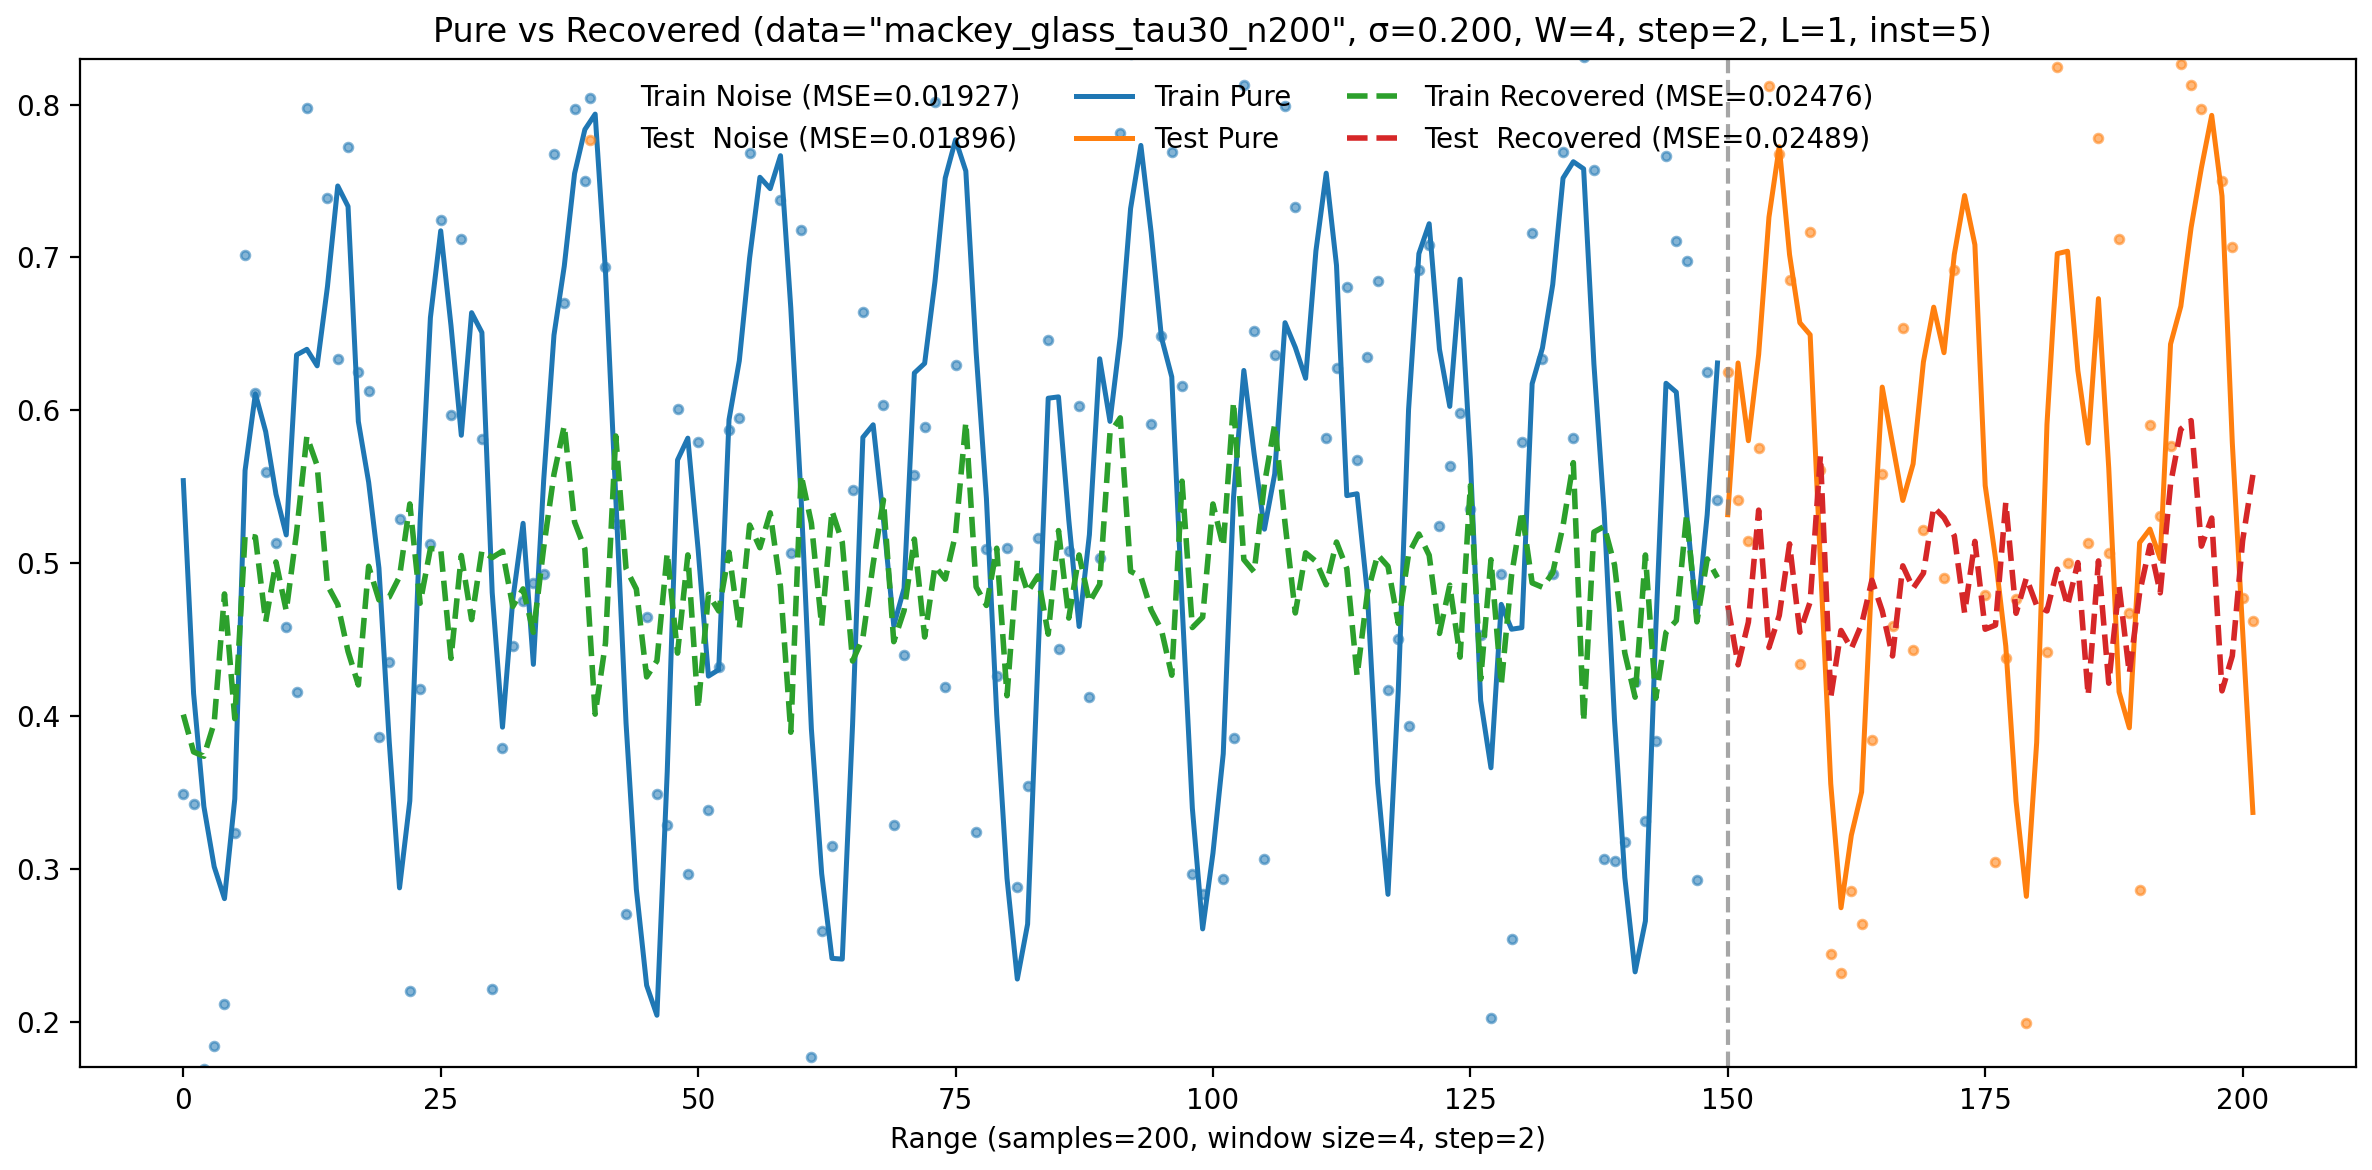 Pure vs Recovered (data="mackey_glass_tau30_n200", σ=0.200, W=4, step=2, L=1, inst=5)
Train Noise (MSE=0.01927)
Test  Noise (MSE=0.01896)
Train Pure
Test Pure
Train Recovered (MSE=0.02476)
Test  Recovered (MSE=0.02489)
0.8
0.7
0.6
0.5
0.4
0.3
0.2
0 25 50 75 100 125 150 175 200
Range (samples=200, window size=4, step=2)